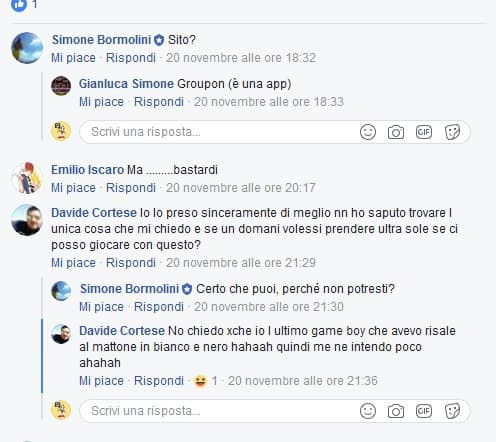 1
Simone Bormolini Sito?
Mi piace · Rispondi · 20 novembre alle ore 18:32
Gianluca Simone Groupon (è una app)
Mi piace · Rispondi · 20 novembre alle ore 18:33
Scrivi una risposta...
GIF
Emilio Iscaro Ma .........bastardi
Mi piace · Rispondi · 20 novembre alle ore 20:17
Davide Cortese Io lo preso sinceramente di meglio nn ho saputo trovare l
unica cosa che mi chiedo e se un domani volessi prendere ultra sole se ci
posso giocare con questo?
Mi piace · Rispondi · 20 novembre alle ore 21:29
Simone Bormolini Certo che puoi, perché non potresti?
Mi piace · Rispondi · 20 novembre alle ore 21:30
Davide Cortese No chiedo xche io l ultimo game boy che avevo risale
al mattone in bianco e nero hahaah quindi me ne intendo poco
ahahah
Mi piace · Rispondi · 1 · 20 novembre alle ore 21:36
Scrivi una risposta...
GIF